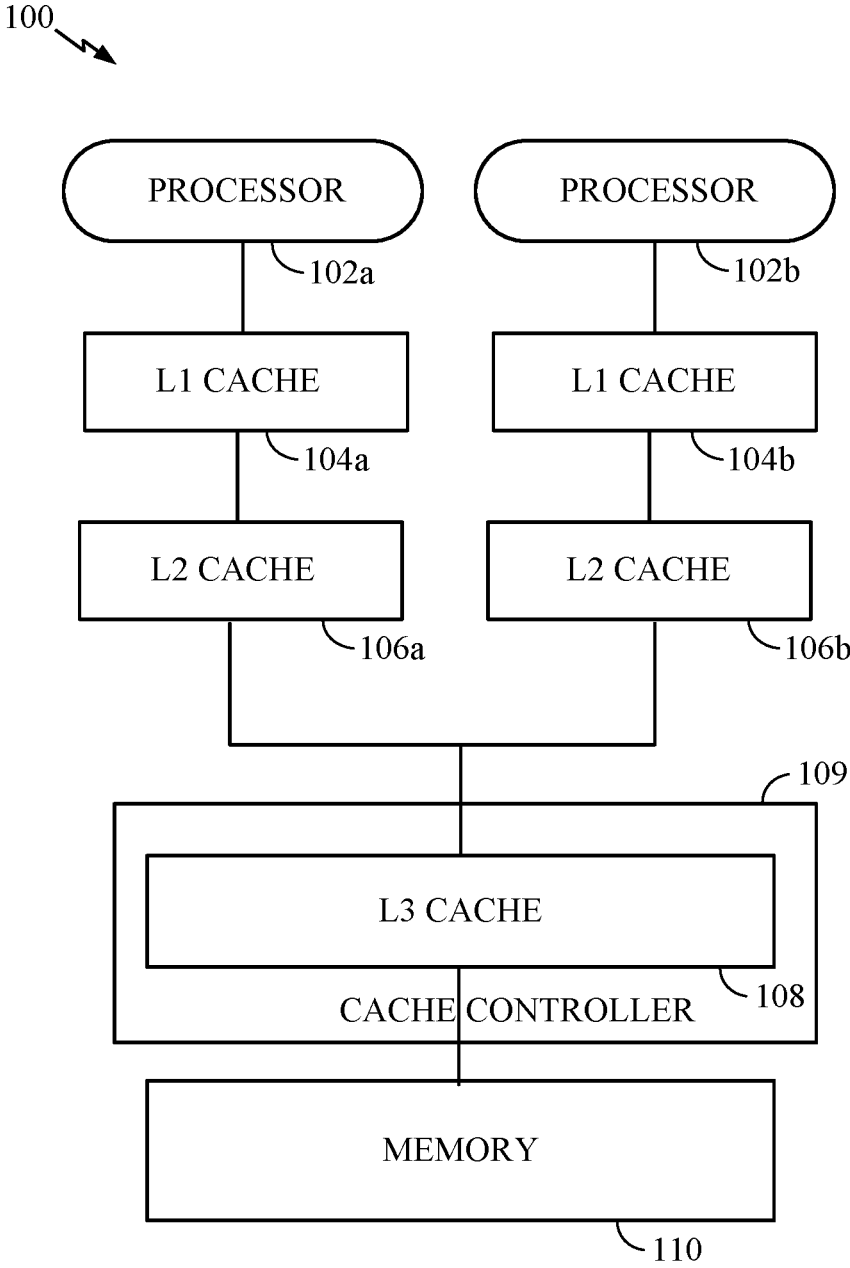 100
PROCESSOR PROCESSOR
102a 102b
L1 CACHE L1 CACHE
104a 104b
L2 CACHE L2 CACHE
106a 106b
109
L3 CACHE
108
CACHE CONTROLLER
MEMORY
110